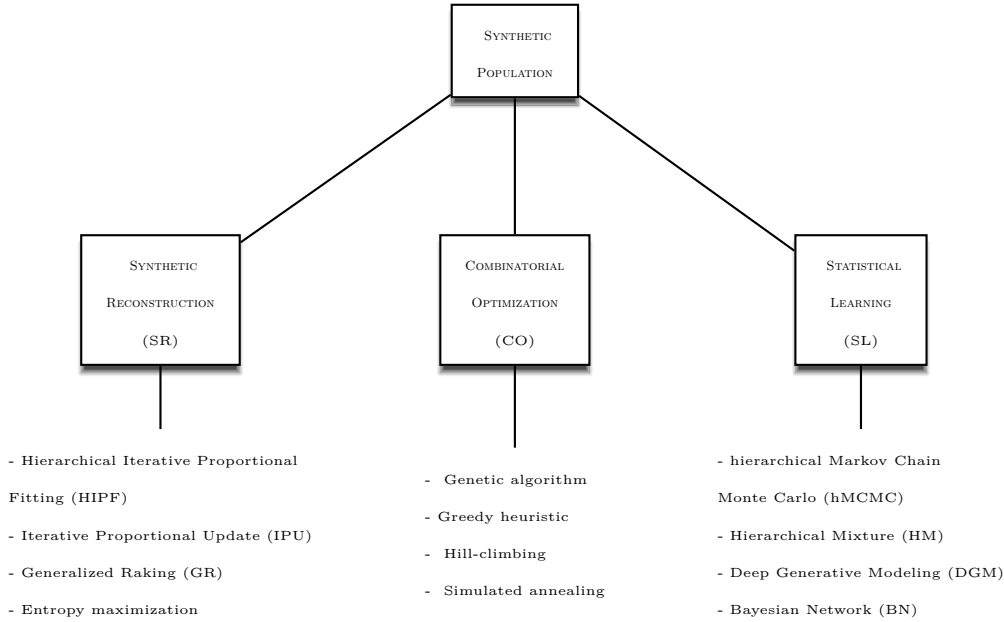 SYNTHETIC
POPULATION
SYNTHETIC
RECONSTRUCTION
(SR)
COMBINATORIAL
OPTIMIZATION
(CO)
STATISTICAL
LEARNING
(SL)
- Hierarchical Iterative Proportional
Fitting (HIPF)
- Iterative Proportional Update (IPU)
- Generalized Raking (GR)
- Entropy maximization
- Genetic algorithm
- Greedy heuristic
- Hill-climbing
- Simulated annealing
- hierarchical Markov Chain
Monte Carlo (hMCMC)
- Hierarchical Mixture (HM)
- Deep Generative Modeling (DGM)
- Bayesian Network (BN)